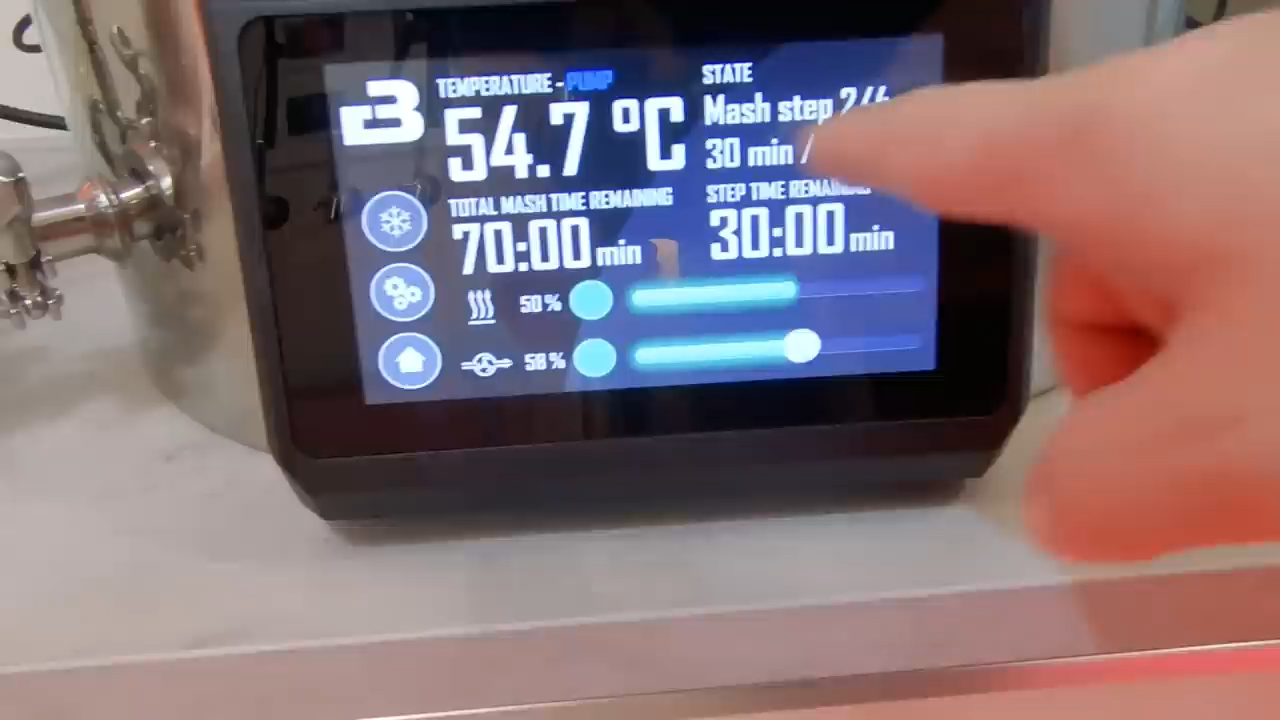 B
TEMPERATURE - PUMP
54.7 °C
STATE
Mash step 2/
30 min /
TOTAL MASH TIME REMAINING
70:00 min
STEP TIME REMAINING
30:00 min
50 %
58 %